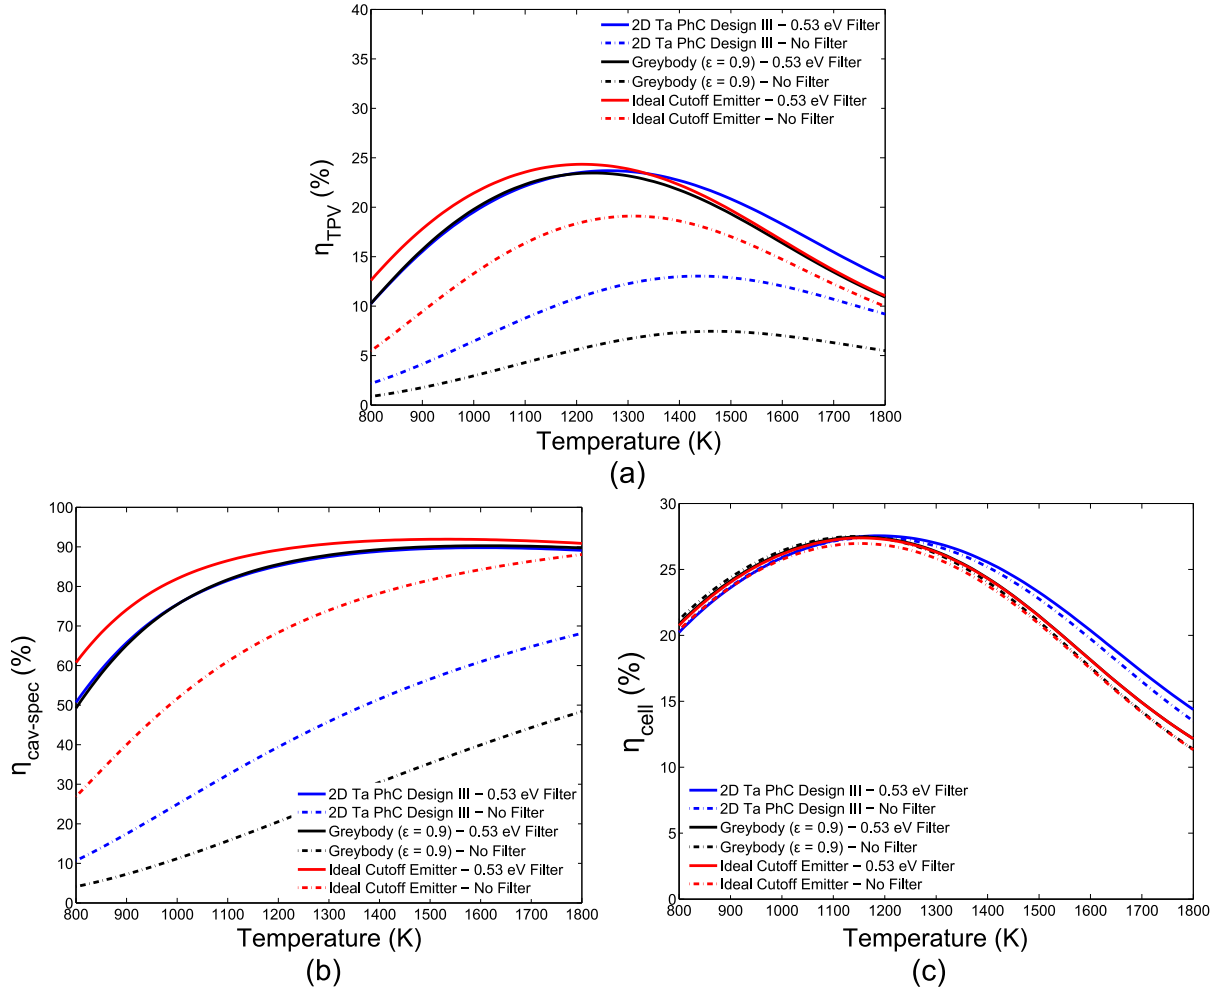 40
35
30
25
20
15
10
5
0
η_TPV (%)
2D Ta PhC Design III – 0.53 eV Filter
2D Ta PhC Design III – No Filter
Greybody (ε = 0.9) – 0.53 eV Filter
Greybody (ε = 0.9) – No Filter
Ideal Cutoff Emitter – 0.53 eV Filter
Ideal Cutoff Emitter – No Filter
800 900 1000 1100 1200 1300 1400 1500 1600 1700 1800
Temperature (K)
(a)
100
90
80
70
60
50
40
30
20
10
0
η_cav-spec (%)
2D Ta PhC Design III – 0.53 eV Filter
2D Ta PhC Design III – No Filter
Greybody (ε = 0.9) – 0.53 eV Filter
Greybody (ε = 0.9) – No Filter
Ideal Cutoff Emitter – 0.53 eV Filter
Ideal Cutoff Emitter – No Filter
800 900 1000 1100 1200 1300 1400 1500 1600 1700 1800
Temperature (K)
(b)
30
25
20
15
10
5
0
η_cell (%)
2D Ta PhC Design III – 0.53 eV Filter
2D Ta PhC Design III – No Filter
Greybody (ε = 0.9) – 0.53 eV Filter
Greybody (ε = 0.9) – No Filter
Ideal Cutoff Emitter – 0.53 eV Filter
Ideal Cutoff Emitter – No Filter
800 900 1000 1100 1200 1300 1400 1500 1600 1700 1800
Temperature (K)
(c)